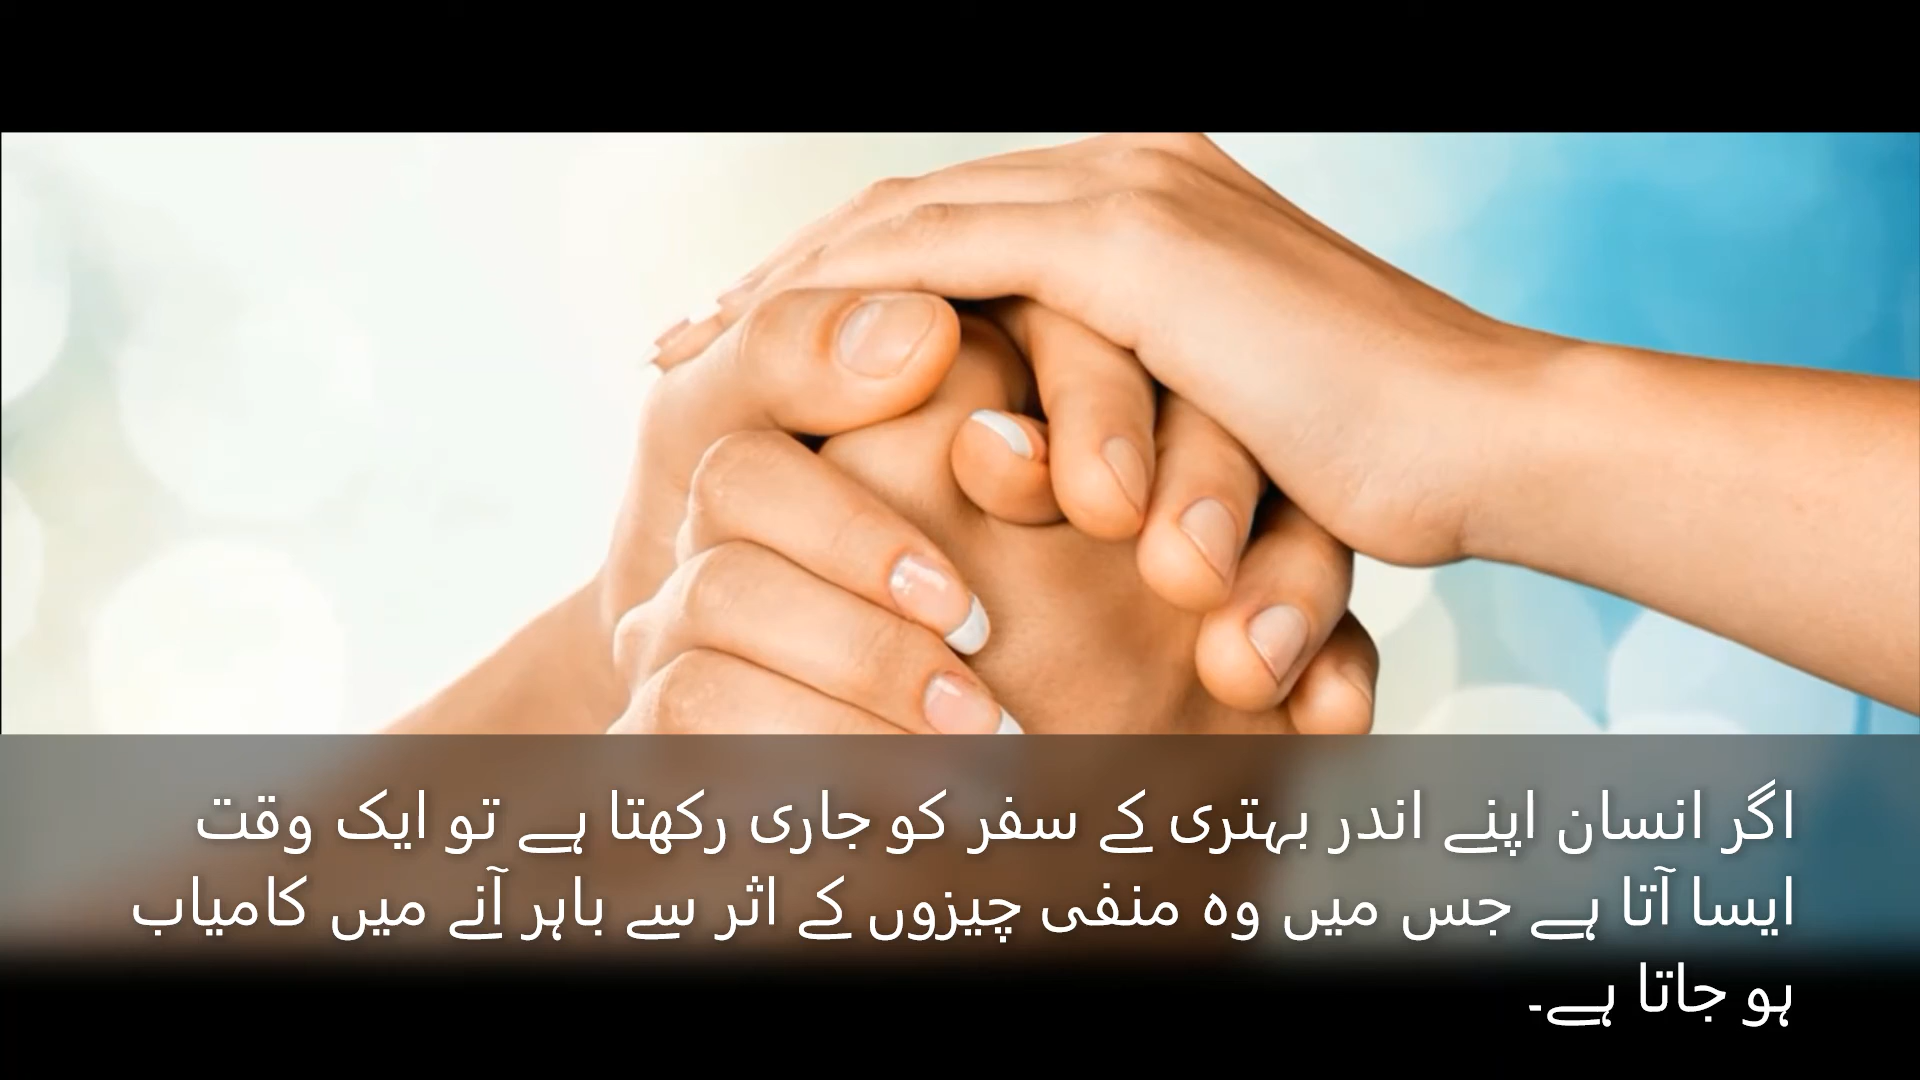 اگر انسان اپنے اندر بہتری کے سفر کو جاری رکھتا ہے تو ایک وقت
ایسا آتا ہے جس میں وہ منفی چیزوں کے اثر سے باہر آنے میں کامیاب
ہو جاتا ہے۔